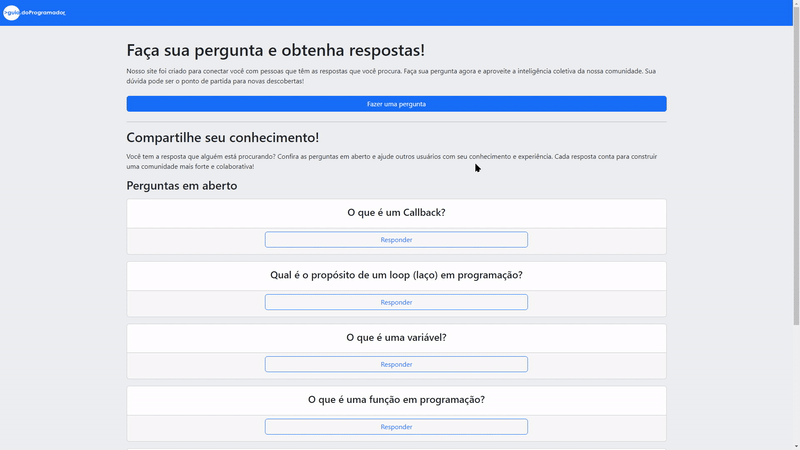 >guia.doProgramador;
Faça sua pergunta e obtenha respostas!
Nosso site foi criado para conectar você com pessoas que têm as respostas que você procura. Faça sua pergunta agora e aproveite a inteligência coletiva da nossa comunidade. Sua
dúvida pode ser o ponto de partida para novas descobertas!
Fazer uma pergunta
Compartilhe seu conhecimento!
Você tem a resposta que alguém está procurando? Confira as perguntas em aberto e ajude outros usuários com seu conhecimento e experiência. Cada resposta conta para construir
uma comunidade mais forte e colaborativa!
Perguntas em aberto
O que é um Callback?
Responder
Qual é o propósito de um loop (laço) em programação?
Responder
O que é uma variável?
Responder
O que é uma função em programação?
Responder